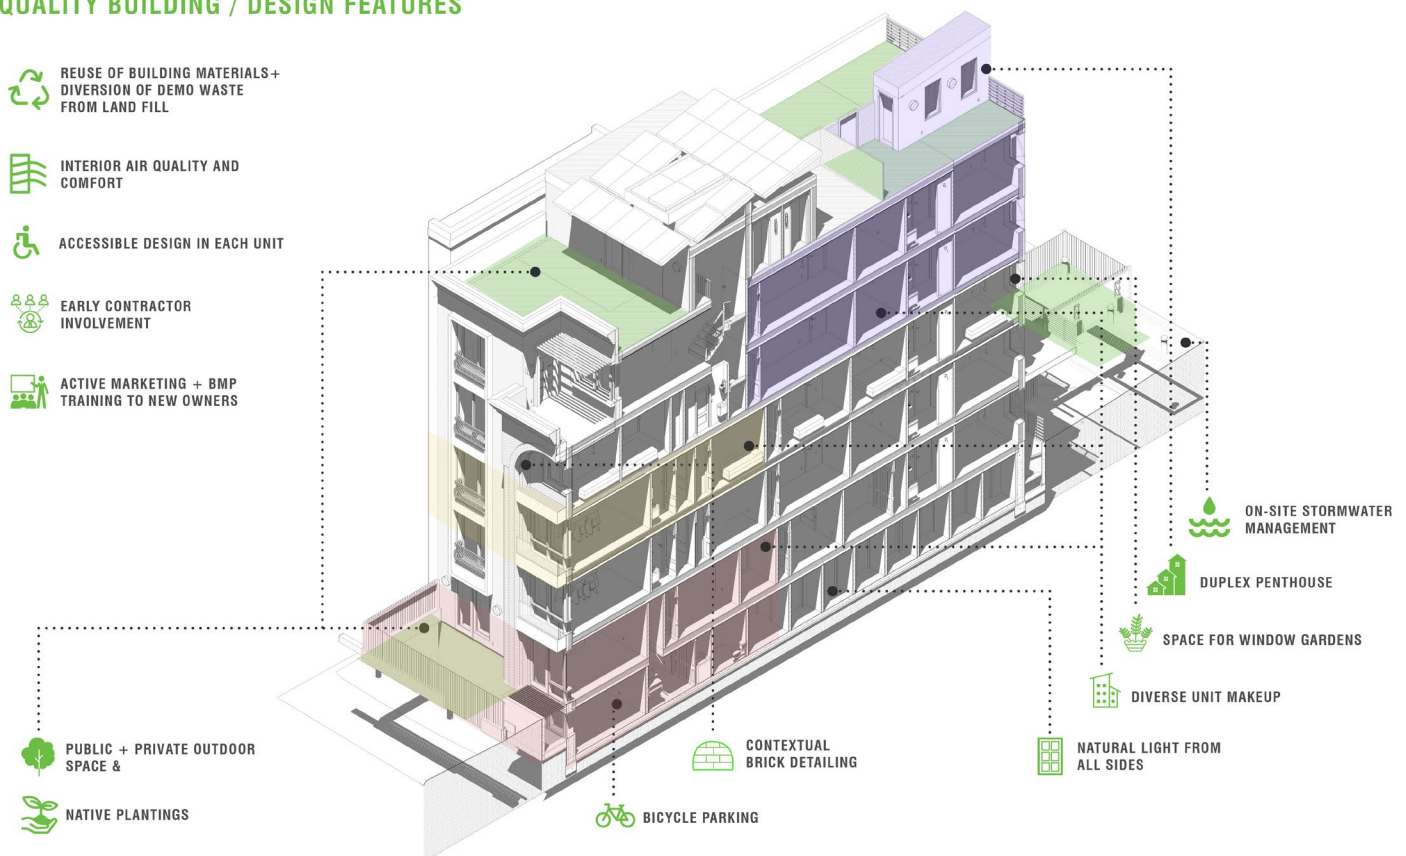 QUALITY BUILDING / DESIGN FEATURES
REUSE OF BUILDING MATERIALS+
DIVERSION OF DEMO WASTE
FROM LAND FILL
INTERIOR AIR QUALITY AND
COMFORT
ACCESSIBLE DESIGN IN EACH UNIT
EARLY CONTRACTOR
INVOLVEMENT
ACTIVE MARKETING + BMP
TRAINING TO NEW OWNERS
ON-SITE STORMWATER
MANAGEMENT
DUPLEX PENTHOUSE
SPACE FOR WINDOW GARDENS
DIVERSE UNIT MAKEUP
NATURAL LIGHT FROM
ALL SIDES
CONTEXTUAL
BRICK DETAILING
BICYCLE PARKING
PUBLIC + PRIVATE OUTDOOR
SPACE &
NATIVE PLANTINGS